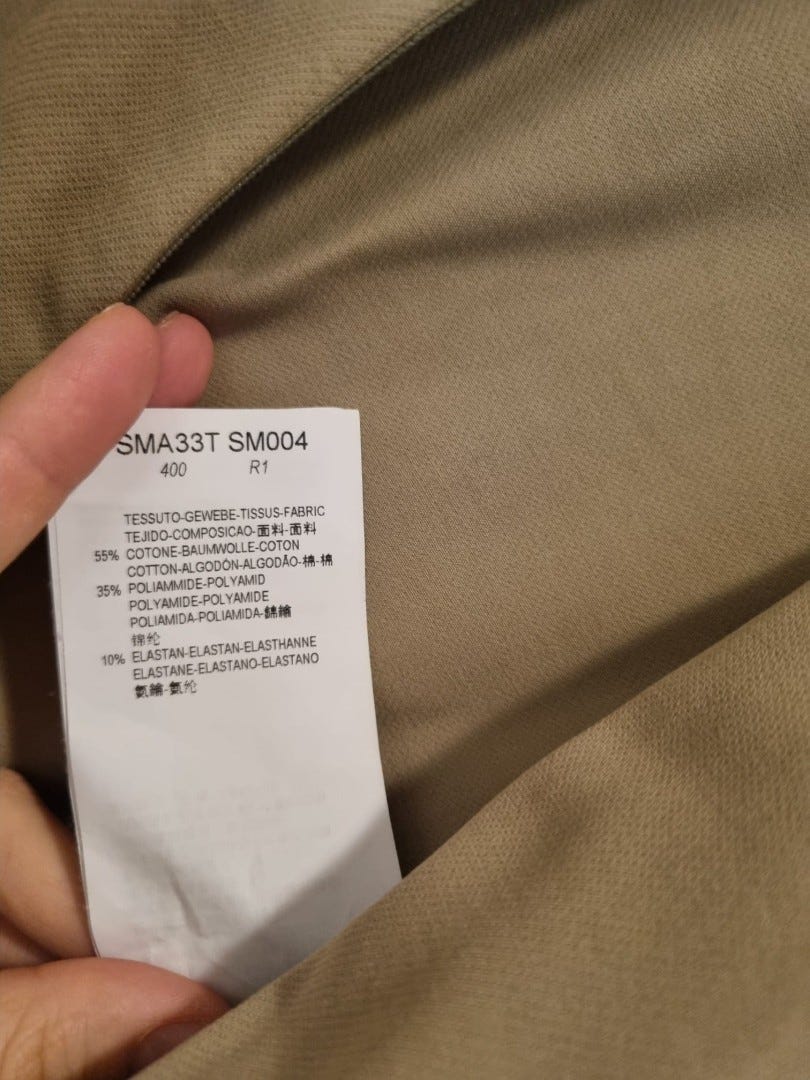 SMA33T SM004
400 R1
TESSUTO-GEWEBE-TISSUS-FABRIC
TEJIDO-COMPOSICAO-面料-面料
55% COTONE-BAUMWOLLE-COTON
COTTON-ALGODÓN-ALGODÃO-棉-棉
35% POLIAMMIDE-POLYAMID
POLYAMIDE-POLYAMIDE
POLIAMIDA-POLIAMIDA-錦綸
锦纶
10% ELASTAN-ELASTAN-ELASTHANNE
ELASTANE-ELASTANO-ELASTANO
氨綸-氨纶